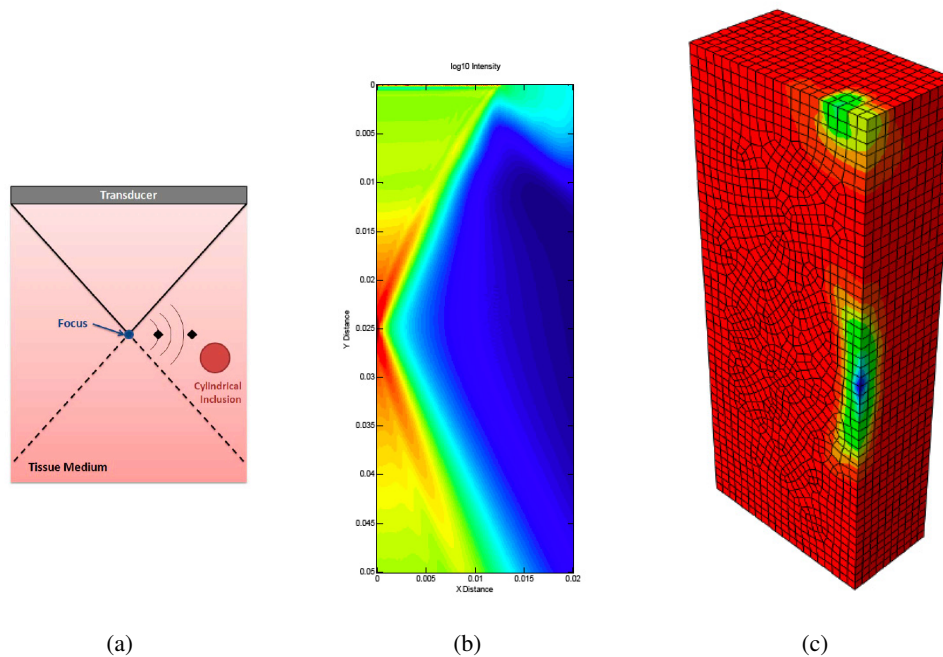 Transducer
Focus
Cylindrical
Inclusion
Tissue Medium
(a)
log10 Intensity
Y Distance
0
0.005
0.01
0.015
0.02
0.025
0.03
0.035
0.04
0.045
0.05
0
0.005
0.01
0.015
0.02
X Distance
(b)
(c)